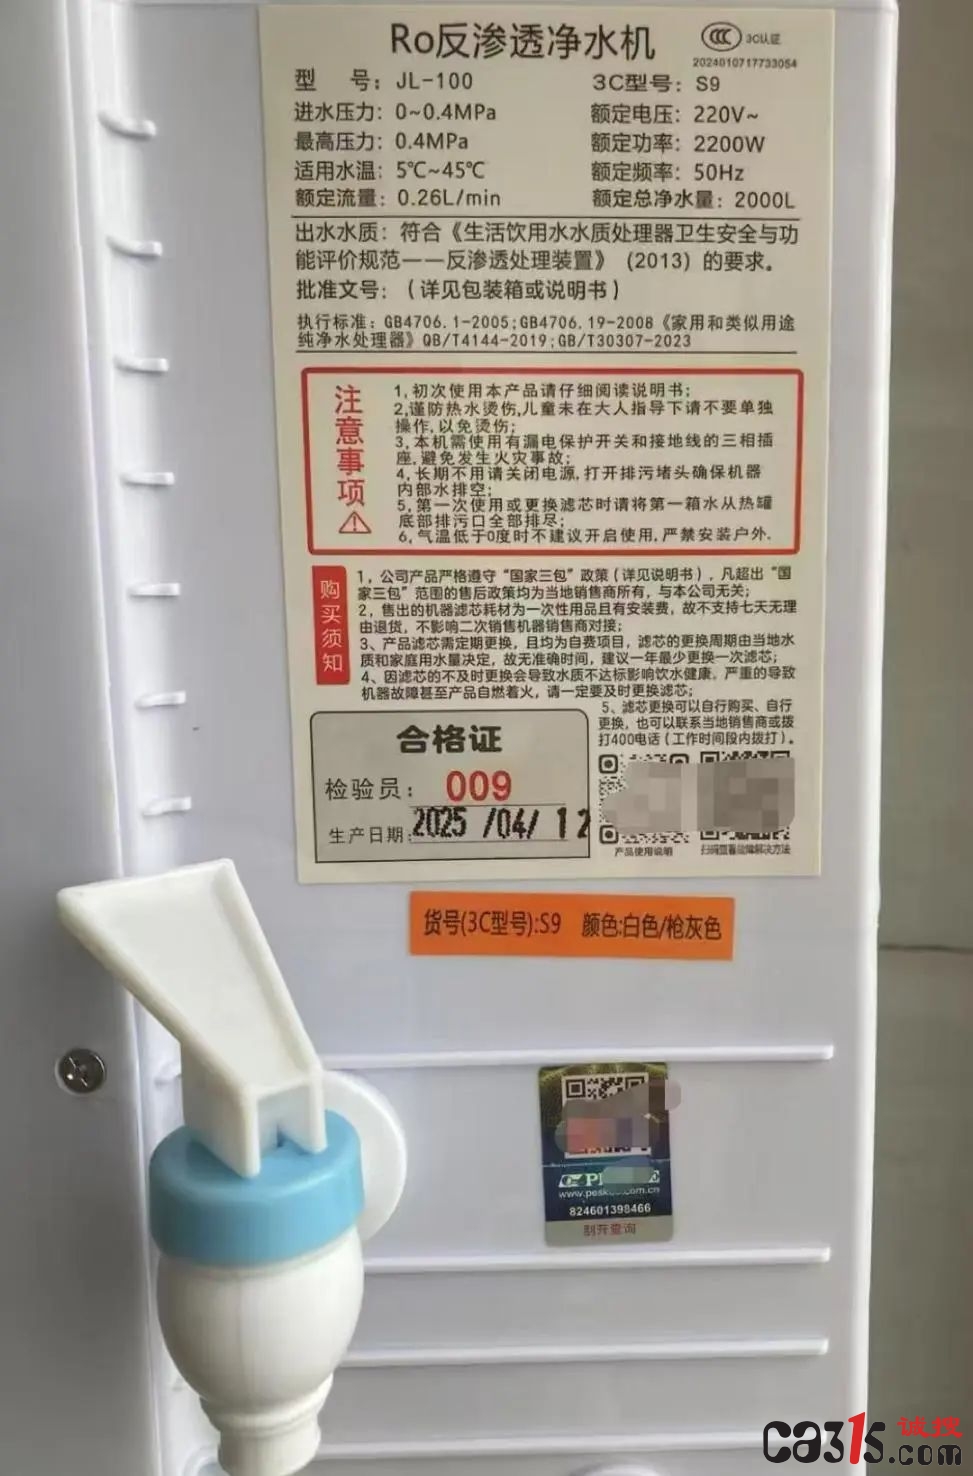 Ro反渗透净水机
3C认证
2024010717733054
型 号：JL-100
3C型号：S9
进水压力：0~0.4MPa
额定电压：220V~
最高压力：0.4MPa
额定功率：2200W
适用水温：5℃~45℃
额定频率：50Hz
额定流量：0.26L/min
额定总净水量：2000L
出水水质：符合《生活饮用水水质处理器卫生安全与功
能评价规范——反渗透处理装置》(2013)的要求。
批准文号：(详见包装箱或说明书)
执行标准：GB4706.1-2005;GB4706.19-2008《家用和类似用途
纯净水处理器》QB/T4144-2019;GB/T30307-2023
注意事项
1,初次使用本产品请仔细阅读说明书;
2,谨防热水烫伤,儿童未在大人指导下请不要单独
操作,以免烫伤;
3,本机需使用有漏电保护开关和接地线的三相插
座,避免发生火灾事故;
4,长期不用请关闭电源,打开排污堵头确保机器
内部水排空;
5,第一次使用或更换滤芯时请将第一箱水从热罐
底部排污口全部排尽;
6,气温低于0度时不建议开启使用,严禁安装户外.
购买须知
1，公司产品严格遵守“国家三包”政策(详见说明书)，凡超出“国
家三包”范围的售后政策均为当地销售商所有，与本公司无关;
2，售出的机器滤芯耗材为一次性用品且有安装费，故不支持七天无理
由退货，不影响二次销售机器销售商对接;
3、产品滤芯需定期更换，且均为自费项目，滤芯的更换周期由当地水
质和家庭用水量决定，故无准确时间，建议一年最少更换一次滤芯;
4、因滤芯的不及时更换会导致水质不达标影响饮水健康，严重的导致
机器故障甚至产品自燃着火，请一定要及时更换滤芯;
5、滤芯更换可以自行购买、自行
更换，也可以联系当地销售商或拨
打400电话(工作时间段内拨打)。
合格证
检验员：009
生产日期:2025/04/12
产品使用说明
扫码查看故障解决方法
货号(3C型号):S9 颜色:白色/枪灰色
824601398466
刮开查询
ca315.com
诚搜